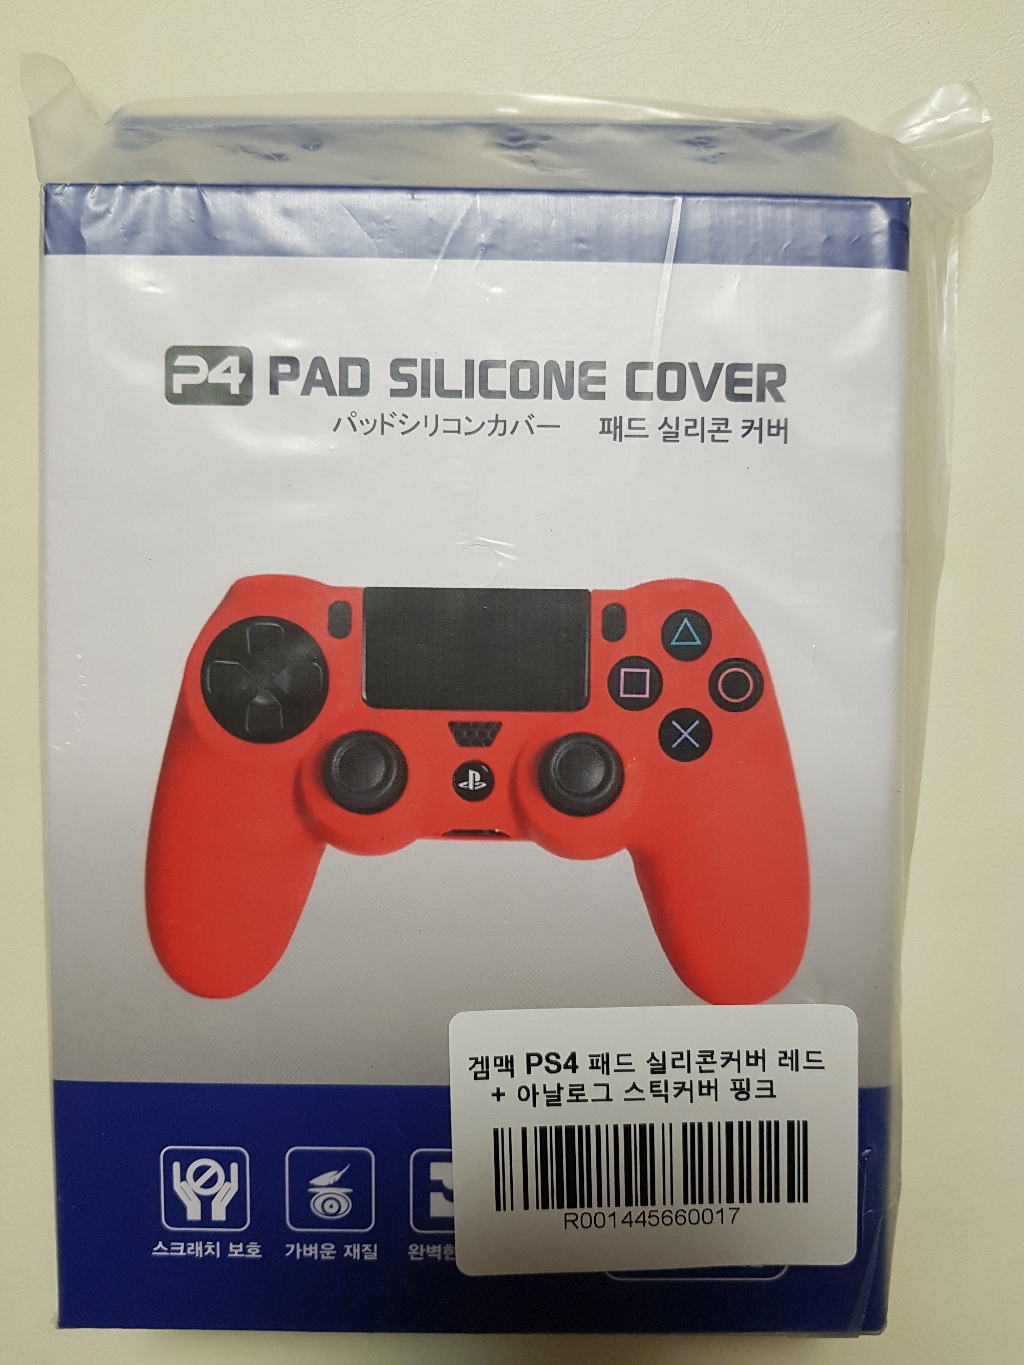 P4 PAD SILICONE COVER
パッドシリコンカバー 패드 실리콘 커버
겜맥 PS4 패드 실리콘커버 레드
+ 아날로그 스틱커버 핑크
R001445660017
스크래치 보호 가벼운 재질